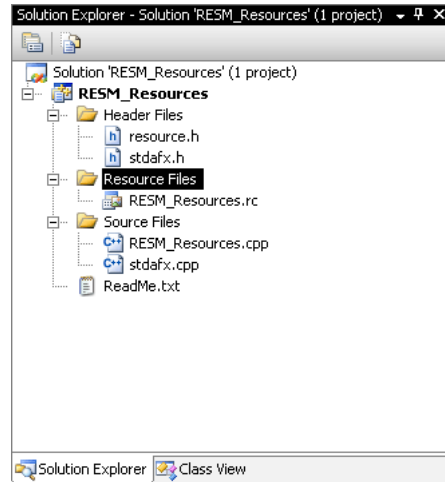 Solution Explorer - Solution 'RESM_Resources' (1 project)
Solution 'RESM_Resources' (1 project)
RESM_Resources
Header Files
resource.h
stdafx.h
Resource Files
RESM_Resources.rc
Source Files
RESM_Resources.cpp
stdafx.cpp
ReadMe.txt
Solution Explorer Class View